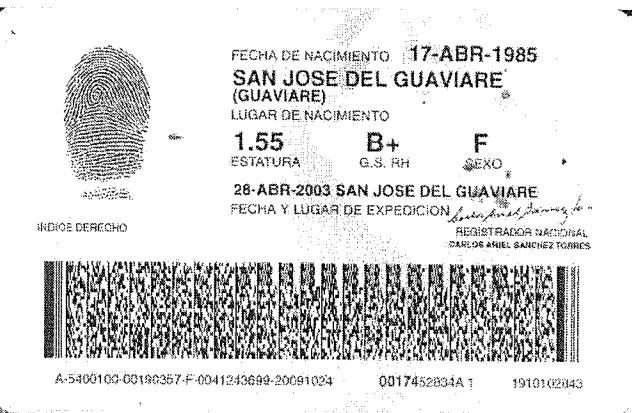 FECHA DE NACIMIENTO 17-ABR-1985
SAN JOSE DEL GUAVIARE
(GUAVIARE)
LUGAR DE NACIMIENTO
1.55 B+ F
ESTATURA G.S. RH SEXO
28-ABR-2003 SAN JOSE DEL GUAVIARE
FECHA Y LUGAR DE EXPEDICION
INDICE DERECHO
REGISTRADOR NACIONAL
CARLOS ARIEL SANCHEZ TORRES
A-5400100-00190357-F-0041243699-20091024 0017452834A 1 1910102843